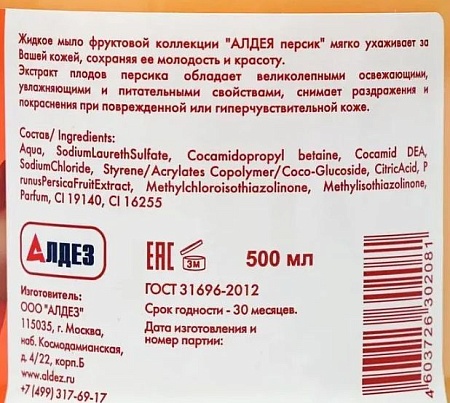 Жидкое мыло фруктовой коллекции "АЛДЕЯ персик" мягко ухаживает за
Вашей кожей, сохраняя ее молодость и красоту.
Экстракт плодов персика обладает великолепными освежающими,
увлажняющими и питательными свойствами, снимает раздражения и
покраснения при поврежденной или гиперчувствительной коже.
Состав/ Ingredients:
Aqua, SodiumLaurethSulfate, Cocamidopropyl betaine, Cocamid DEA,
SodiumChloride, Styrene/Acrylates Copolymer/Coco-Glucoside, CitricAcid, P
runusPersicaFruitExtract, Methylchloroisothiazolinone, Methylisothiazolinone,
Parfum, CI 19140, CI 16255
АЛДЕЗ
EAC
3М
500 мл
ГОСТ 31696-2012
Срок годности - 30 месяцев.
Дата изготовления и
номер партии:
Изготовитель:
ООО "АЛДЕЗ"
115035, г. Москва,
наб. Космодамианская,
д. 4/22, корп.Б
www.aldez.ru
+7 (499) 317-69-17
4603726302081